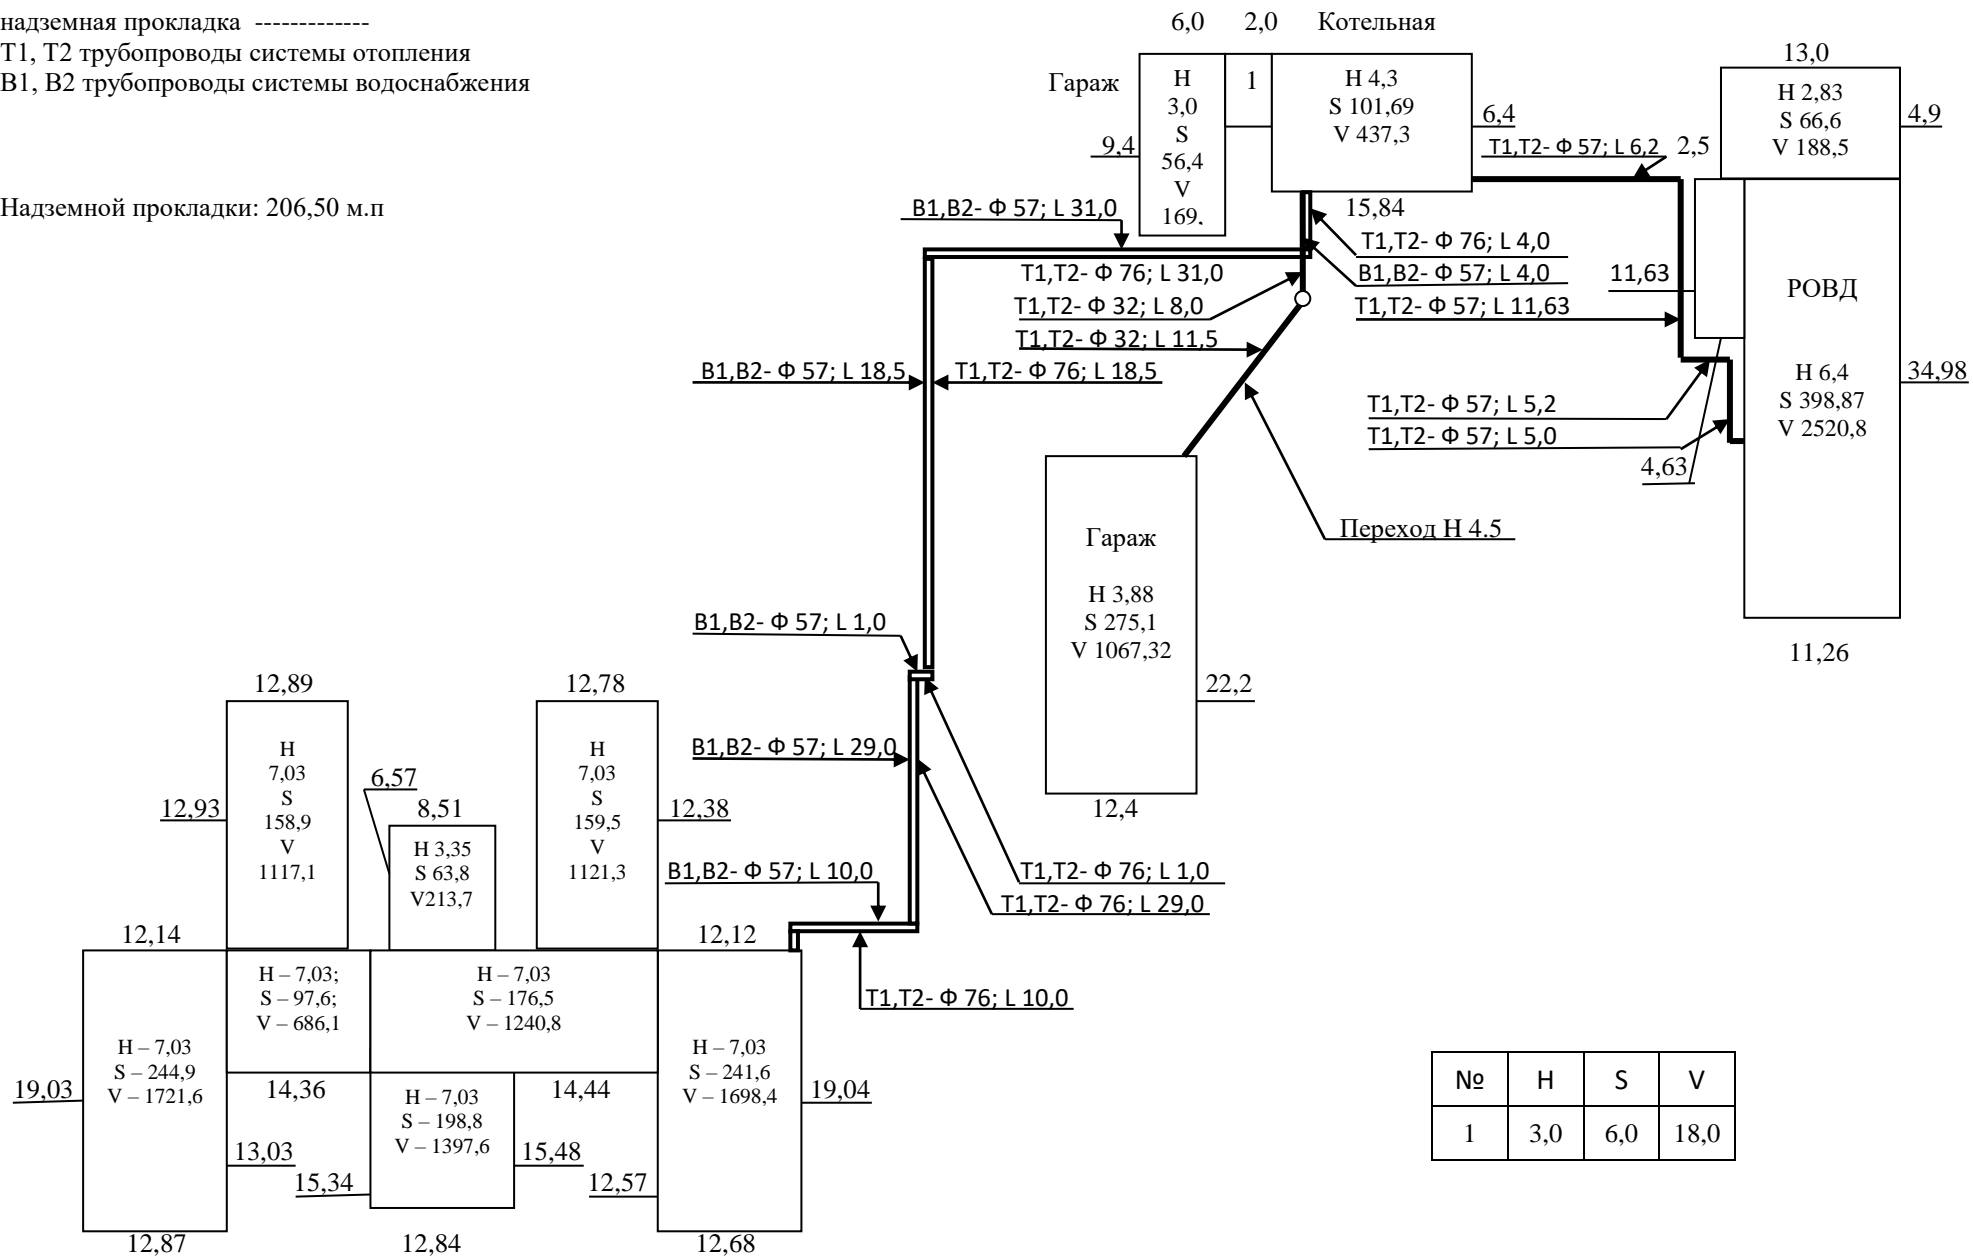 надземная прокладка -------------
Т1, Т2 трубопроводы системы отопления
В1, В2 трубопроводы системы водоснабжения
Надземной прокладки: 206,50 м.п
6,0
2,0
Котельная
Гараж
Н
3,0
S
56,4
V
169.
9,4
1
Н 4,3
S 101,69
V 437,3
6,4
15,84
Т1,Т2- Ф 57; L 6,2
2,5
13,0
Н 2,83
S 66,6
V 188,5
4,9
В1,В2- Ф 57; L 31,0
Т1,Т2- Ф 76; L 31,0
Т1,Т2- Ф 32; L 8,0
Т1,Т2- Ф 32; L 11,5
Т1,Т2- Ф 76; L 4,0
В1,В2- Ф 57; L 4,0
Т1,Т2- Ф 57; L 11,63
11,63
РОВД
Н 6,4
S 398,87
V 2520,8
34,98
В1,В2- Ф 57; L 18,5
Т1,Т2- Ф 76; L 18,5
Т1,Т2- Ф 57; L 5,2
Т1,Т2- Ф 57; L 5,0
4,63
11,26
Переход Н 4.5
Гараж
Н 3,88
S 275,1
V 1067,32
22,2
12,4
В1,В2- Ф 57; L 1,0
В1,В2- Ф 57; L 29,0
В1,В2- Ф 57; L 10,0
Т1,Т2- Ф 76; L 1,0
Т1,Т2- Ф 76; L 29,0
Т1,Т2- Ф 76; L 10,0
12,89
Н
7,03
S
158,9
V
1117,1
12,93
6,57
8,51
Н 3,35
S 63,8
V213,7
12,78
Н
7,03
S
159,5
V
1121,3
12,38
12,14
12,12
Н – 7,03
S – 244,9
V – 1721,6
19,03
Н – 7,03;
S – 97,6;
V – 686,1
Н – 7,03
S – 176,5
V – 1240,8
Н – 7,03
S – 241,6
V – 1698,4
19,04
14,36
14,44
Н – 7,03
S – 198,8
V – 1397,6
13,03
15,34
15,48
12,57
12,87
12,84
12,68
№ Н S V
1 3,0 6,0 18,0